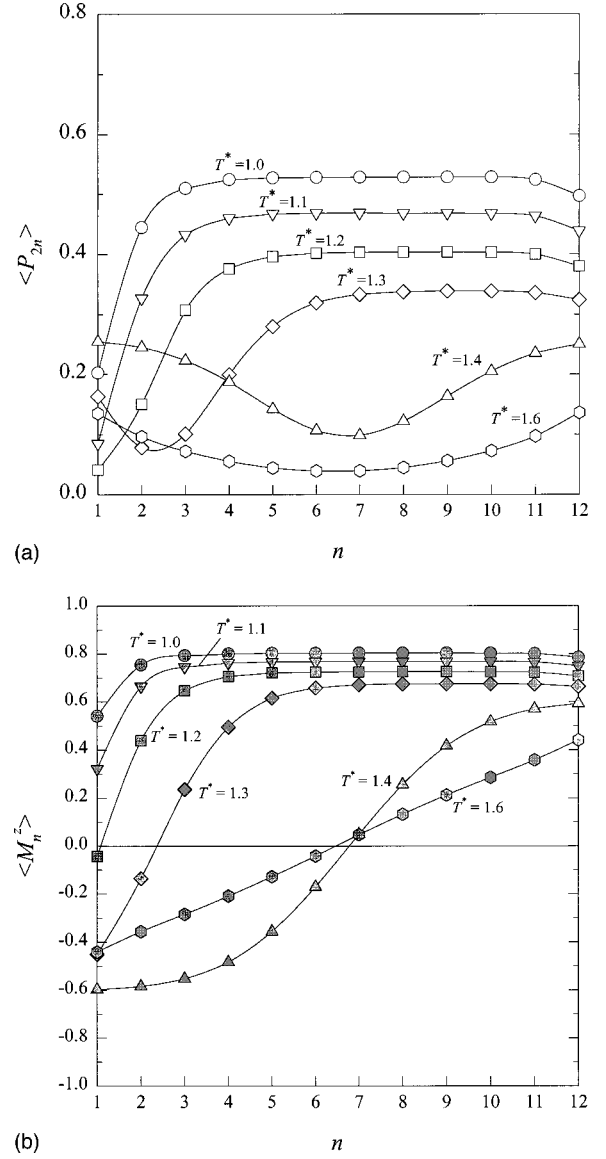 0.8
0.6
0.4
0.2
0.0
<P₂ₙ>
T* =1.0
T* =1.1
T* =1.2
T* =1.3
T* =1.4
T* =1.6
1 2 3 4 5 6 7 8 9 10 11 12
(a) n
1.0
0.8
0.6
0.4
0.2
0.0
-0.2
-0.4
-0.6
-0.8
-1.0
<Mₙᶻ>
T* = 1.0
T* = 1.1
T* = 1.2
T* = 1.3
T* = 1.4
T* = 1.6
1 2 3 4 5 6 7 8 9 10 11 12
(b) n